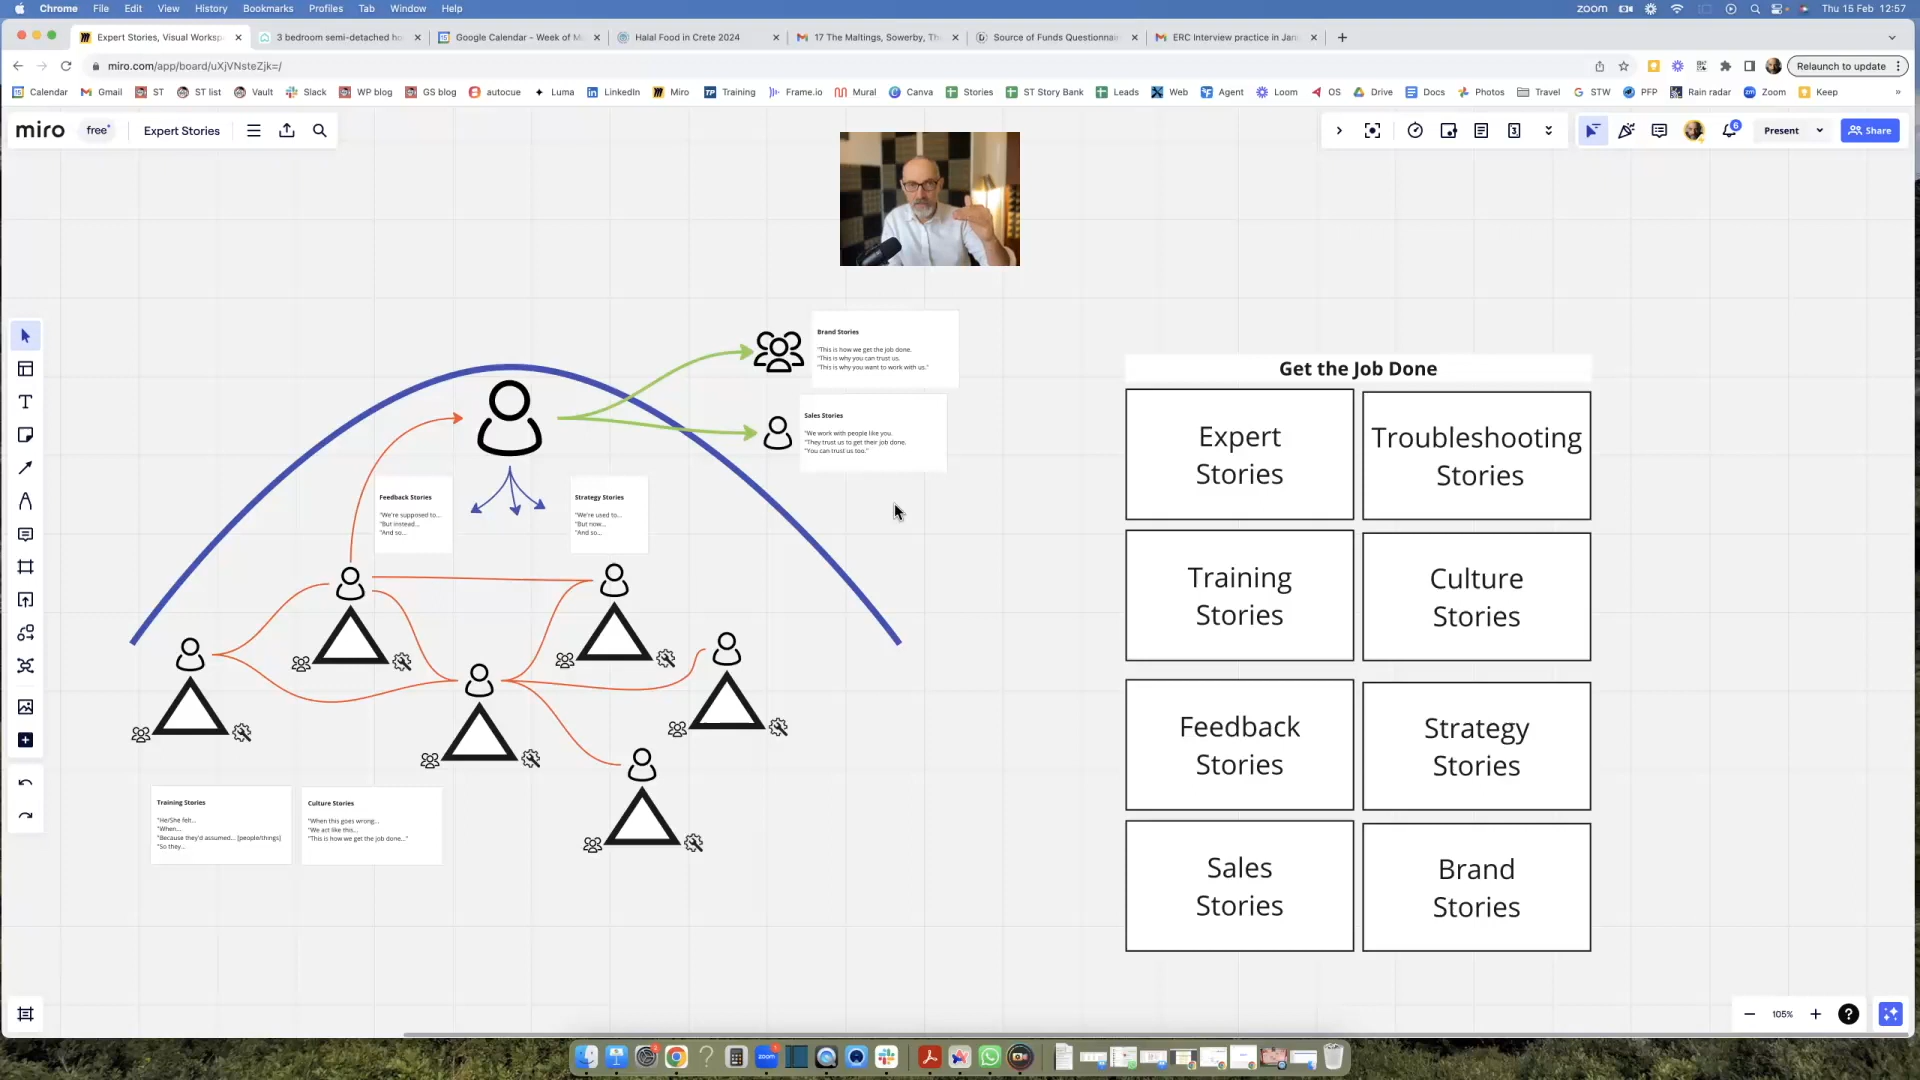 Chrome File Edit View History Bookmarks Profiles Tab Window Help
zoom
Thu 15 Feb 12:57
Expert Stories, Visual Worksp
3 bedroom semi-detached ho
Google Calendar - Week of M
Halal Food in Crete 2024
17 The Maltings, Sowerby, Th
Source of Funds Questionnair
ERC Interview practice in Jan
miro.com/app/board/uXjVNsteZjk=/
Relaunch to update
Calendar Gmail ST ST list Vault Slack WP blog GS blog autocue Luma LinkedIn Miro Training Frame.io Mural Canva Stories ST Story Bank Leads Web Agent Loom OS Drive Docs Photos Travel STW PFP Rain radar Zoom Keep »
miro free Expert Stories
6
Present
Share
Brand Stories
"This is how we get the job done.
"This is why you can trust us.
"This is why you want to work with us."
Sales Stories
"We work with people like you.
"They trust us to get their job done.
"You can trust us too."
Feedback Stories
"We're supposed to...
"But instead...
"And so...
Strategy Stories
"We're used to...
"But now...
"And so...
Training Stories
"He/She felt...
"When...
"Because they'd assumed... [people/things]
"So they...
Culture Stories
"When this goes wrong...
"We act like this...
"This is how we get the job done..."
Get the Job Done
Expert
Stories
Troubleshooting
Stories
Training
Stories
Culture
Stories
Feedback
Stories
Strategy
Stories
Sales
Stories
Brand
Stories
105%
zoom